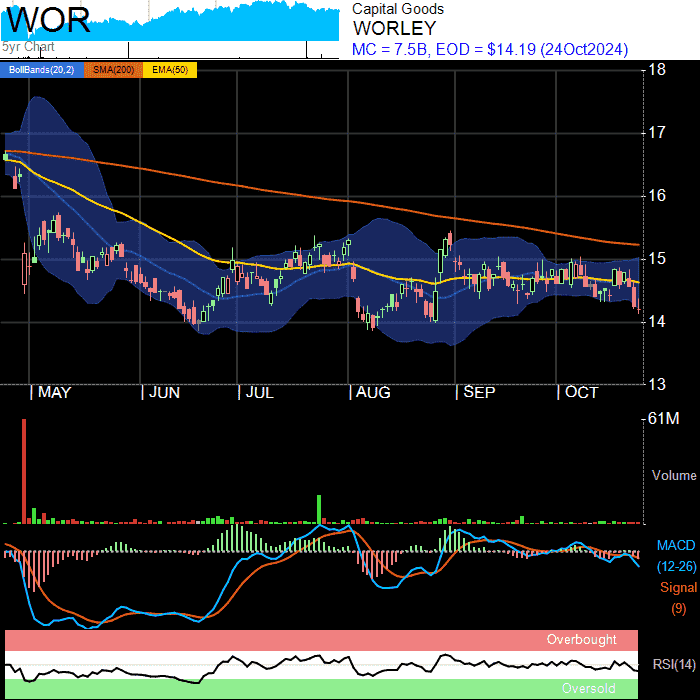 WOR
5yr Chart
Capital Goods
WORLEY
MC = 7.5B, EOD = $14.19 (24Oct2024)
BollBands(20,2) SMA(200) EMA(50)
18
17
16
15
14
13
MAY JUN JUL AUG SEP OCT
61M
Volume
MACD
(12-26)
Signal
(9)
Overbought
RSI(14)
Oversold